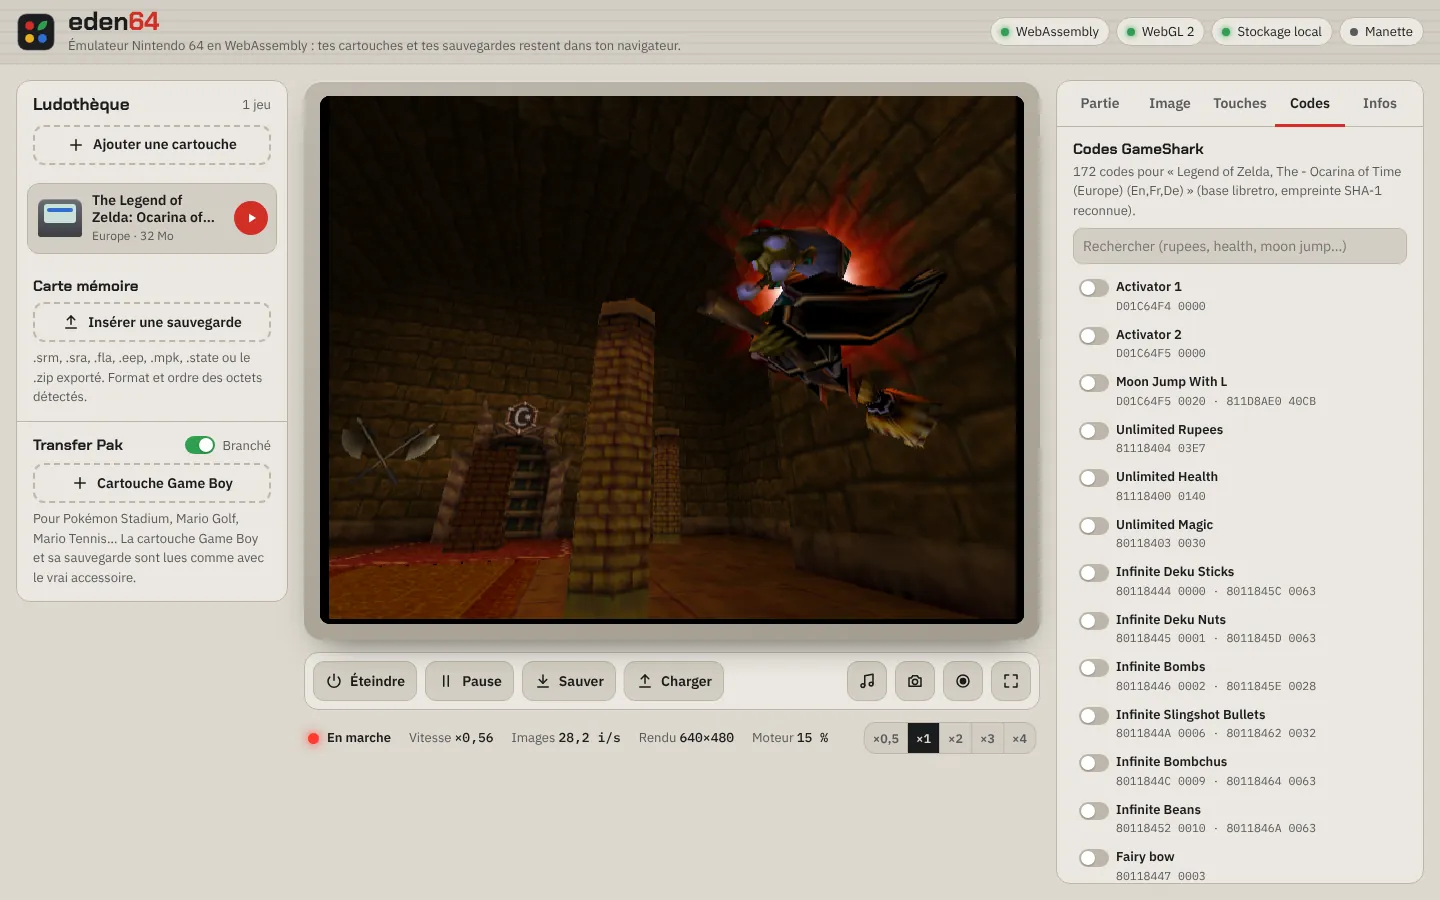 eden64
Émulateur Nintendo 64 en WebAssembly : tes cartouches et tes sauvegardes restent dans ton navigateur.
WebAssembly
WebGL 2
Stockage local
Manette
Ludothèque
1 jeu
Ajouter une cartouche
The Legend of
Zelda: Ocarina of...
Europe · 32 Mo
Carte mémoire
Insérer une sauvegarde
.srm, .sra, .fla, .eep, .mpk, .state ou le
.zip exporté. Format et ordre des octets
détectés.
Transfer Pak
Branché
Cartouche Game Boy
Pour Pokémon Stadium, Mario Golf,
Mario Tennis... La cartouche Game Boy
et sa sauvegarde sont lues comme avec
le vrai accessoire.
Éteindre
Pause
Sauver
Charger
En marche
Vitesse ×0,56
Images 28,2 i/s
Rendu 640×480
Moteur 15 %
×0,5
×1
×2
×3
×4
Partie
Image
Touches
Codes
Infos
Codes GameShark
172 codes pour « Legend of Zelda, The - Ocarina of Time
(Europe) (En,Fr,De) » (base libretro, empreinte SHA-1
reconnue).
Rechercher (rupees, health, moon jump...)
Activator 1
D01C64F4 0000
Activator 2
D01C64F5 0000
Moon Jump With L
D01C64F5 0020 · 811D8AE0 40CB
Unlimited Rupees
81118404 03E7
Unlimited Health
81118400 0140
Unlimited Magic
80118403 0030
Infinite Deku Sticks
80118444 0000 · 8011845C 0063
Infinite Deku Nuts
80118445 0001 · 8011845D 0063
Infinite Bombs
80118446 0002 · 8011845E 0028
Infinite Slingshot Bullets
8011844A 0006 · 80118462 0032
Infinite Bombchus
8011844C 0009 · 80118464 0063
Infinite Beans
80118452 0010 · 8011846A 0063
Fairy bow
80118447 0003